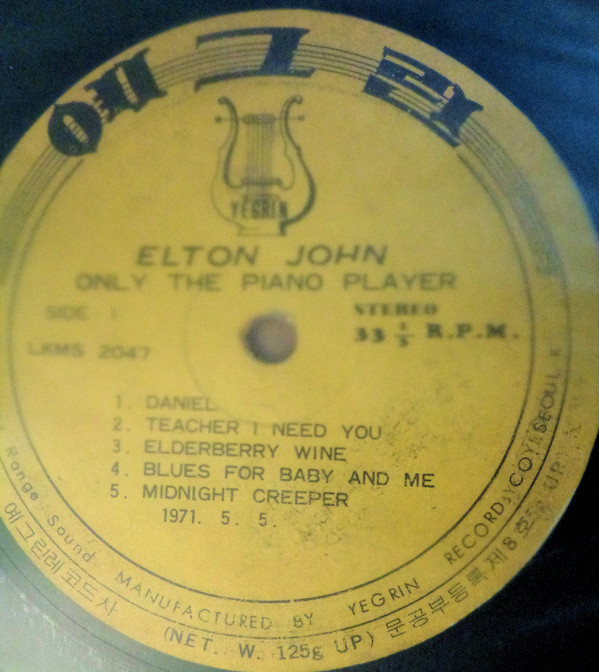 예그린
YEGRIN
ELTON JOHN
ONLY THE PIANO PLAYER
SIDE - 1
STEREO
LKMS 2047
33 1/3 R.P.M.
1. DANIEL
2. TEACHER I NEED YOU
3. ELDERBERRY WINE
4. BLUES FOR BABY AND ME
5. MIDNIGHT CREEPER
1971. 5. 5.
Range Sound MANUFACTURED BY YEGRIN RECORD COY. SEOUL K
예그린레코드사 (NET. W. 125g UP) 문공부등록제8호